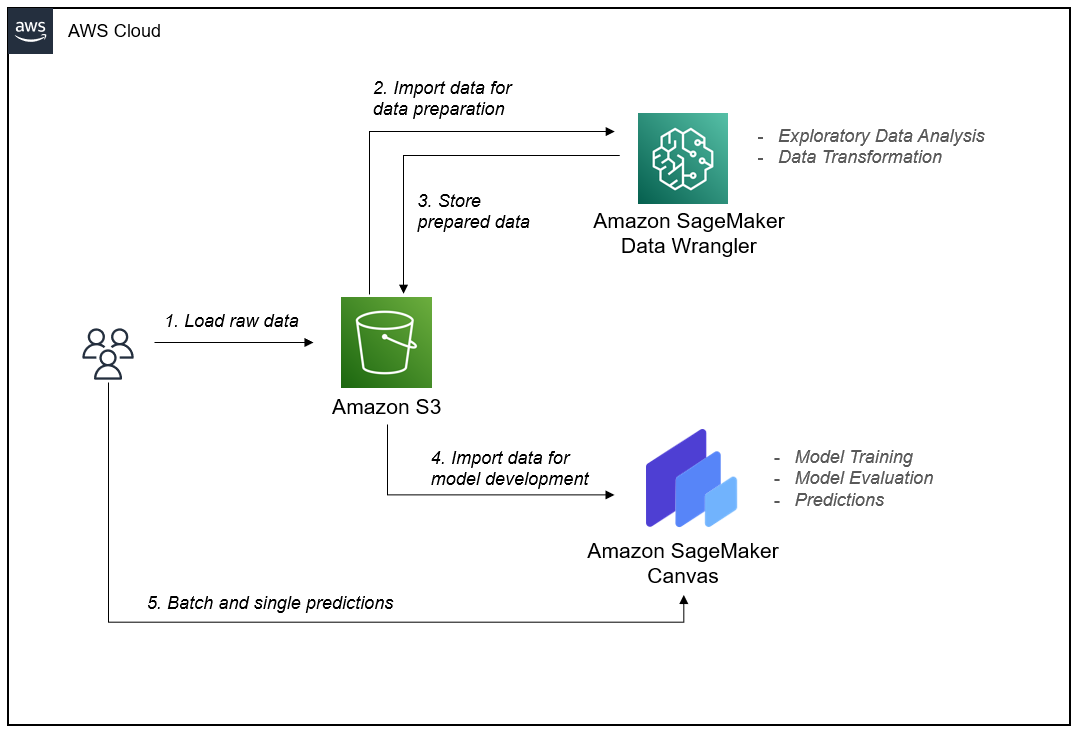 aws
AWS Cloud
2. Import data for
data preparation
- Exploratory Data Analysis
- Data Transformation
3. Store
prepared data
Amazon SageMaker
Data Wrangler
1. Load raw data
Amazon S3
4. Import data for
model development
- Model Training
- Model Evaluation
- Predictions
Amazon SageMaker
Canvas
5. Batch and single predictions